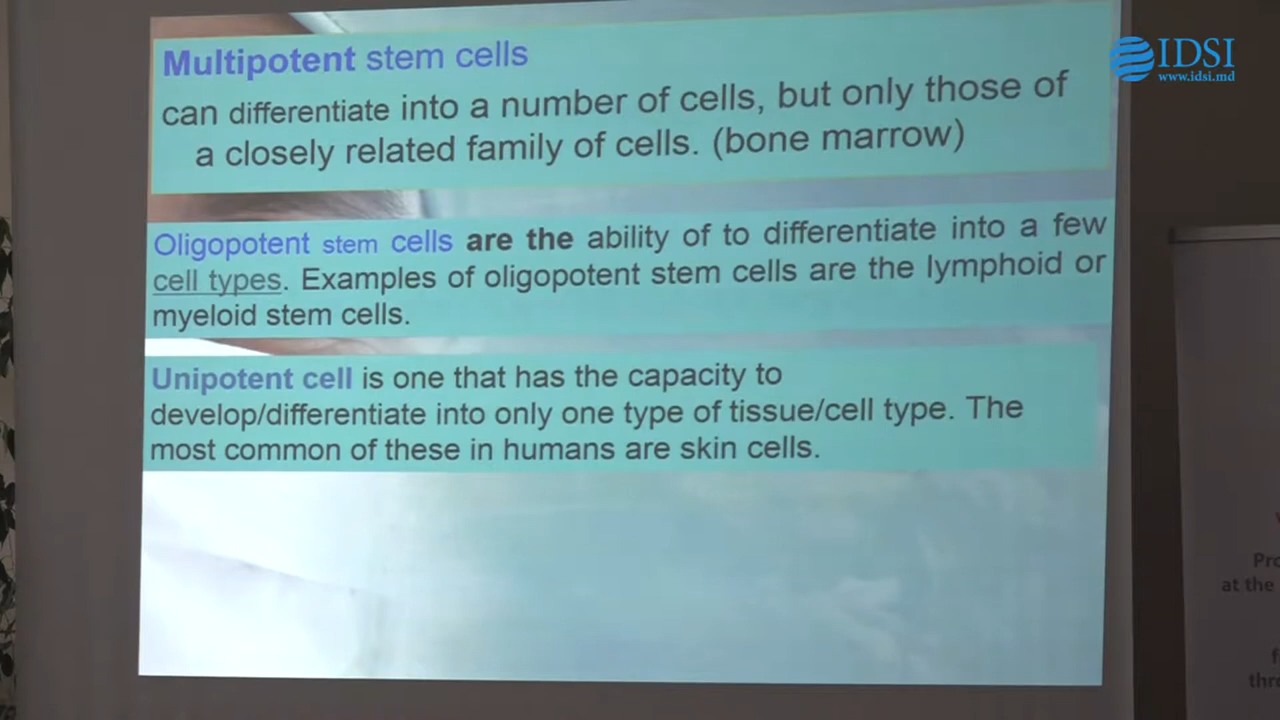 Multipotent stem cells
can differentiate into a number of cells, but only those of
a closely related family of cells. (bone marrow)
Oligopotent stem cells are the ability of to differentiate into a few
cell types. Examples of oligopotent stem cells are the lymphoid or
myeloid stem cells.
Unipotent cell is one that has the capacity to
develop/differentiate into only one type of tissue/cell type. The
most common of these in humans are skin cells.
IDSI
www.idsi.md
at the